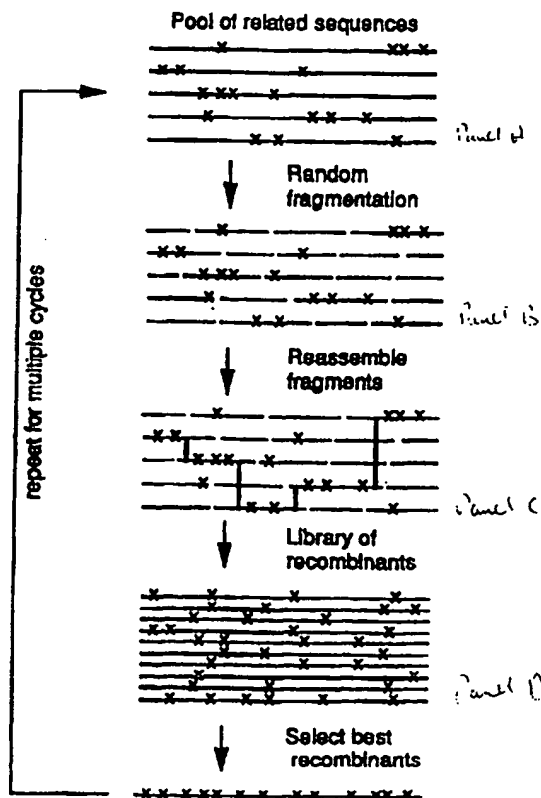 Pool of related sequences
Panel A
Random
fragmentation
Panel B
Reassemble
fragments
Panel C
Library of
recombinants
Panel D
Select best
recombinants
repeat for multiple cycles